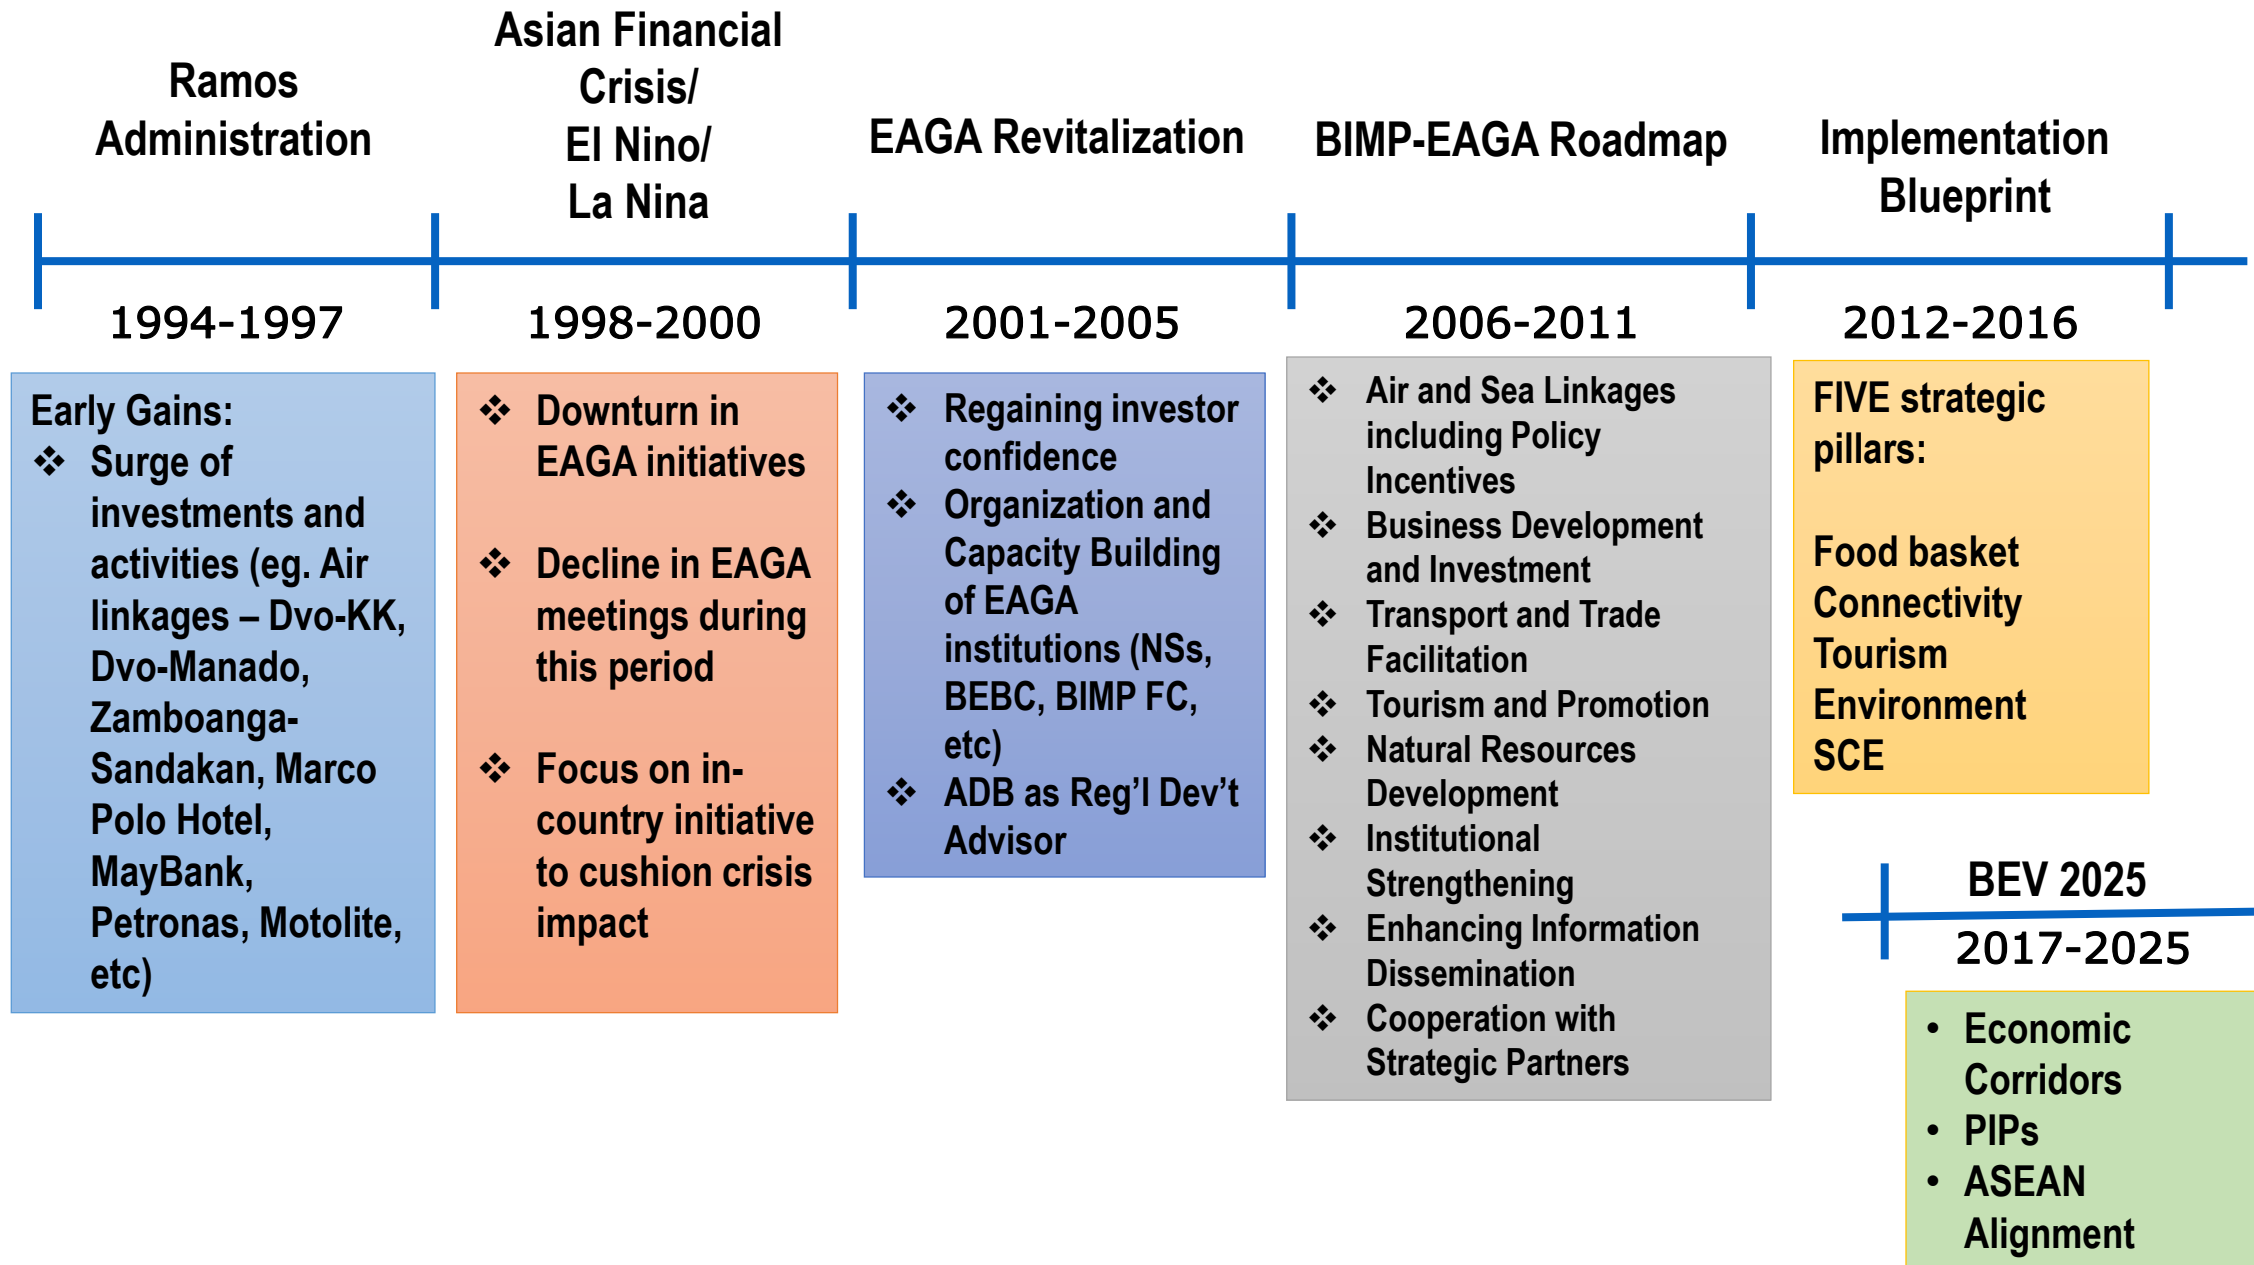 Ramos
Administration
Asian Financial
Crisis/
El Nino/
La Nina
EAGA Revitalization
BIMP-EAGA Roadmap
Implementation
Blueprint
1994-1997
1998-2000
2001-2005
2006-2011
2012-2016
Early Gains:
❖ Surge of
investments and
activities (eg. Air
linkages – Dvo-KK,
Dvo-Manado,
Zamboanga-
Sandakan, Marco
Polo Hotel,
MayBank,
Petronas, Motolite,
etc)
❖ Downturn in
EAGA initiatives
❖ Decline in EAGA
meetings during
this period
❖ Focus on in-
country initiative
to cushion crisis
impact
❖ Regaining investor
confidence
❖ Organization and
Capacity Building
of EAGA
institutions (NSs,
BEBC, BIMP FC,
etc)
❖ ADB as Reg’l Dev’t
Advisor
❖ Air and Sea Linkages
including Policy
Incentives
❖ Business Development
and Investment
❖ Transport and Trade
Facilitation
❖ Tourism and Promotion
❖ Natural Resources
Development
❖ Institutional
Strengthening
❖ Enhancing Information
Dissemination
❖ Cooperation with
Strategic Partners
FIVE strategic
pillars:
Food basket
Connectivity
Tourism
Environment
SCE
BEV 2025
2017-2025
• Economic
Corridors
• PIPs
• ASEAN
Alignment